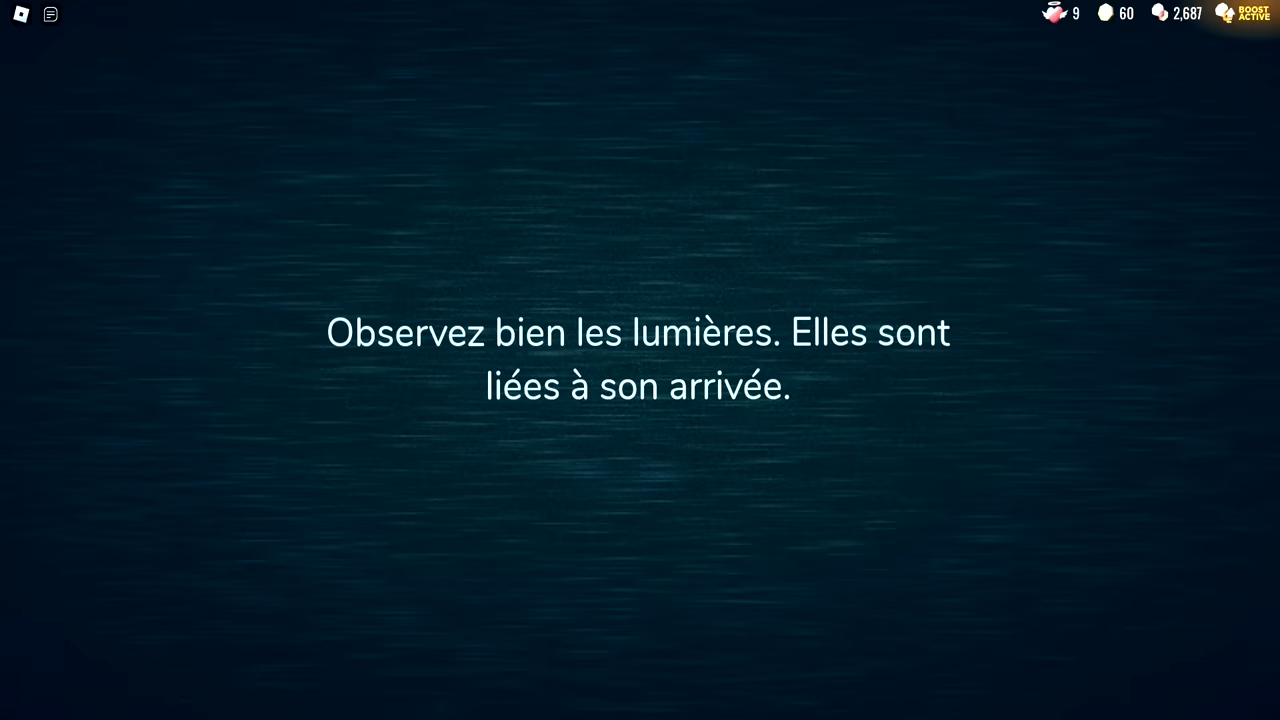 9 60 2,687 BOOST
ACTIVE
Observez bien les lumières. Elles sont
liées à son arrivée.